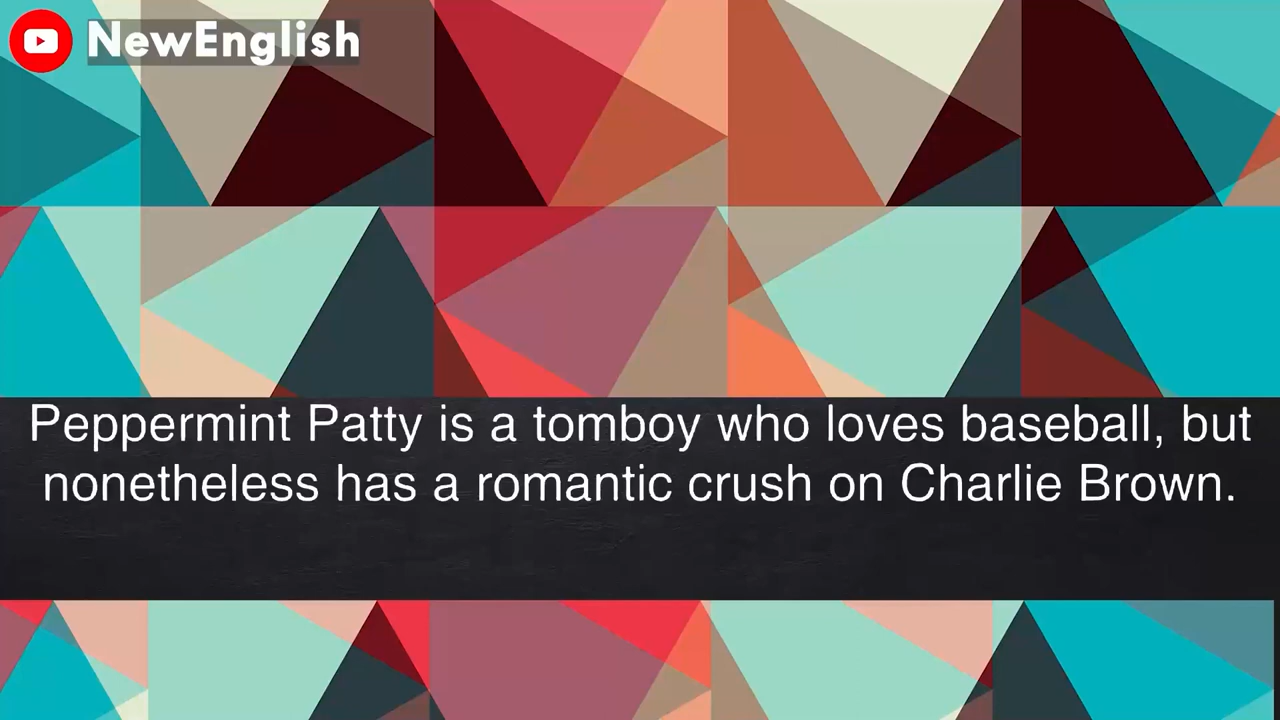 NewEnglish
Peppermint Patty is a tomboy who loves baseball, but
nonetheless has a romantic crush on Charlie Brown.